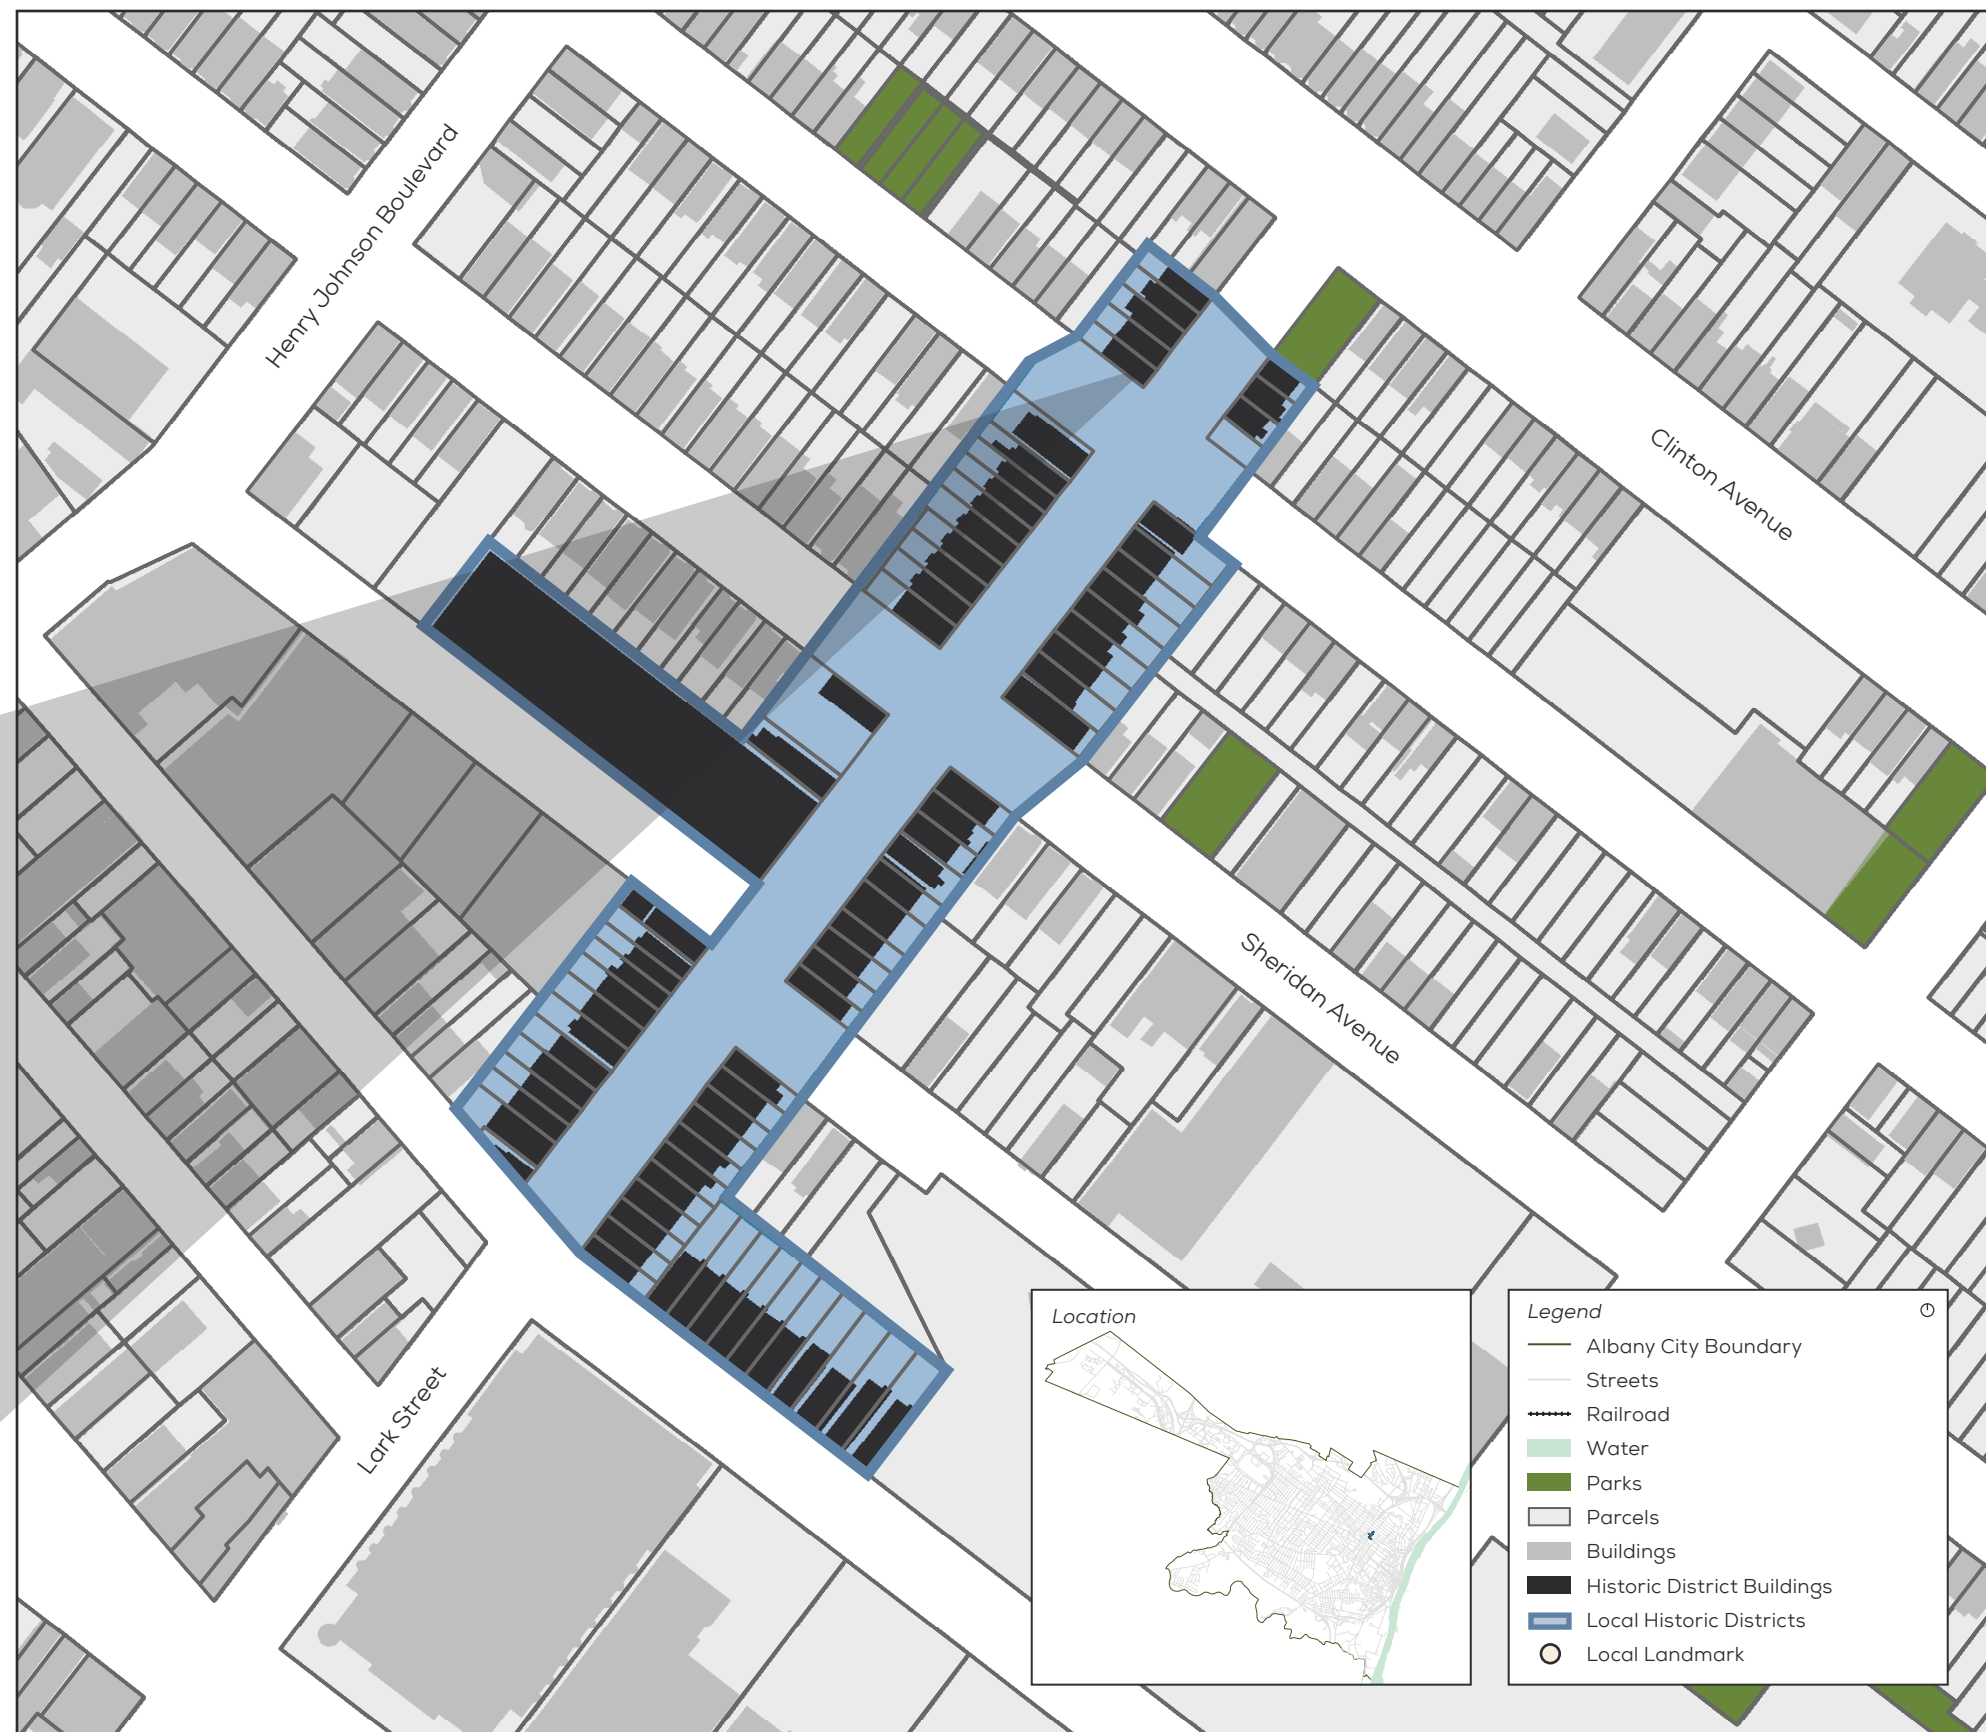 Henry Johnson Boulevard
Clinton Avenue
Sheridan Avenue
Lark Street
Location
Legend
Albany City Boundary
Streets
Railroad
Water
Parks
Parcels
Buildings
Historic District Buildings
Local Historic Districts
Local Landmark